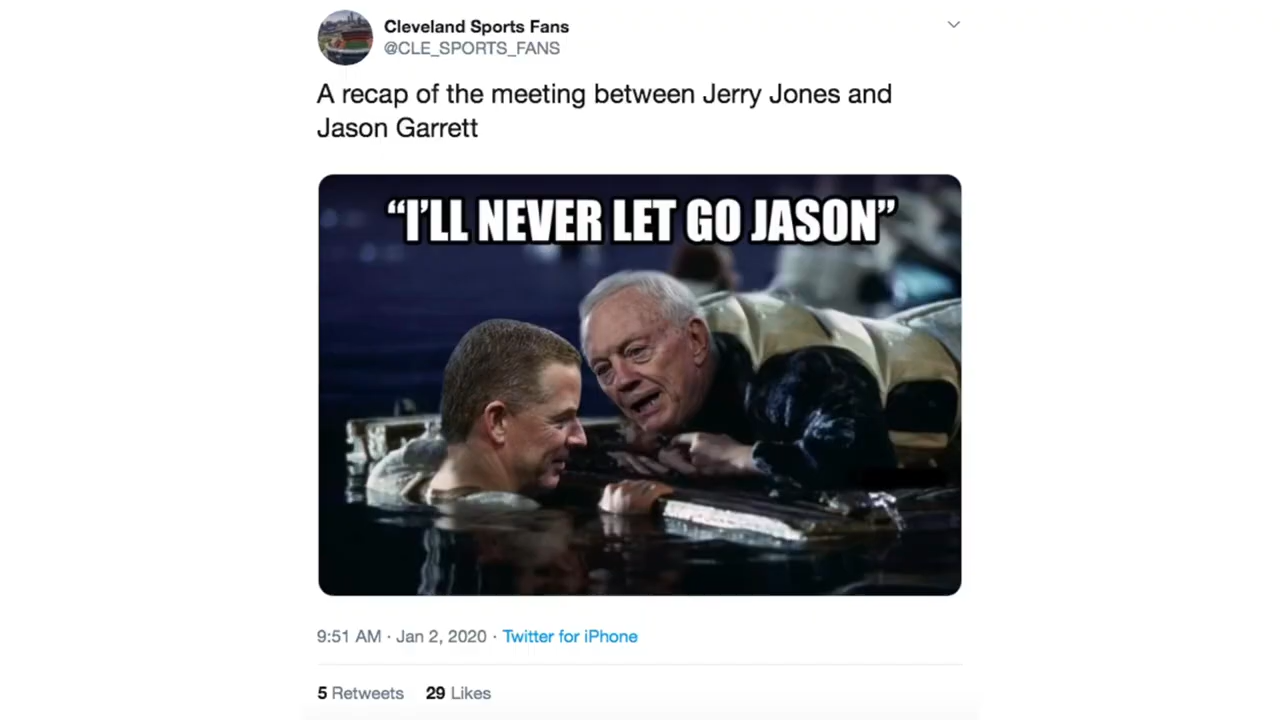 Cleveland Sports Fans
@CLE_SPORTS_FANS
A recap of the meeting between Jerry Jones and
Jason Garrett
“I’LL NEVER LET GO JASON”
9:51 AM · Jan 2, 2020 · Twitter for iPhone
5 Retweets 29 Likes